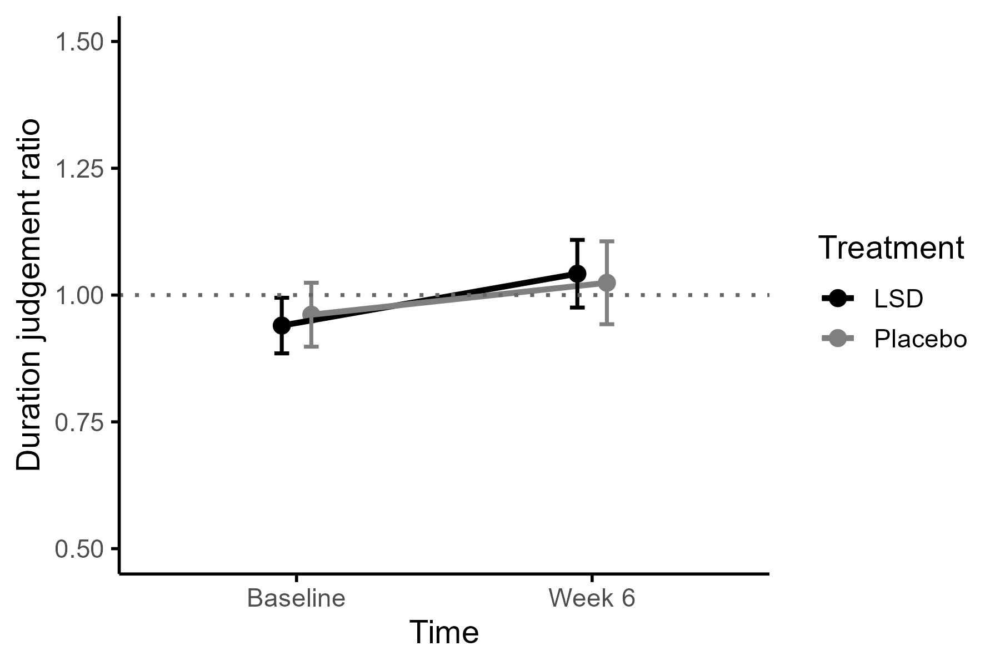 Duration judgement ratio
1.50
1.25
1.00
0.75
0.50
Baseline
Week 6
Time
Treatment
LSD
Placebo